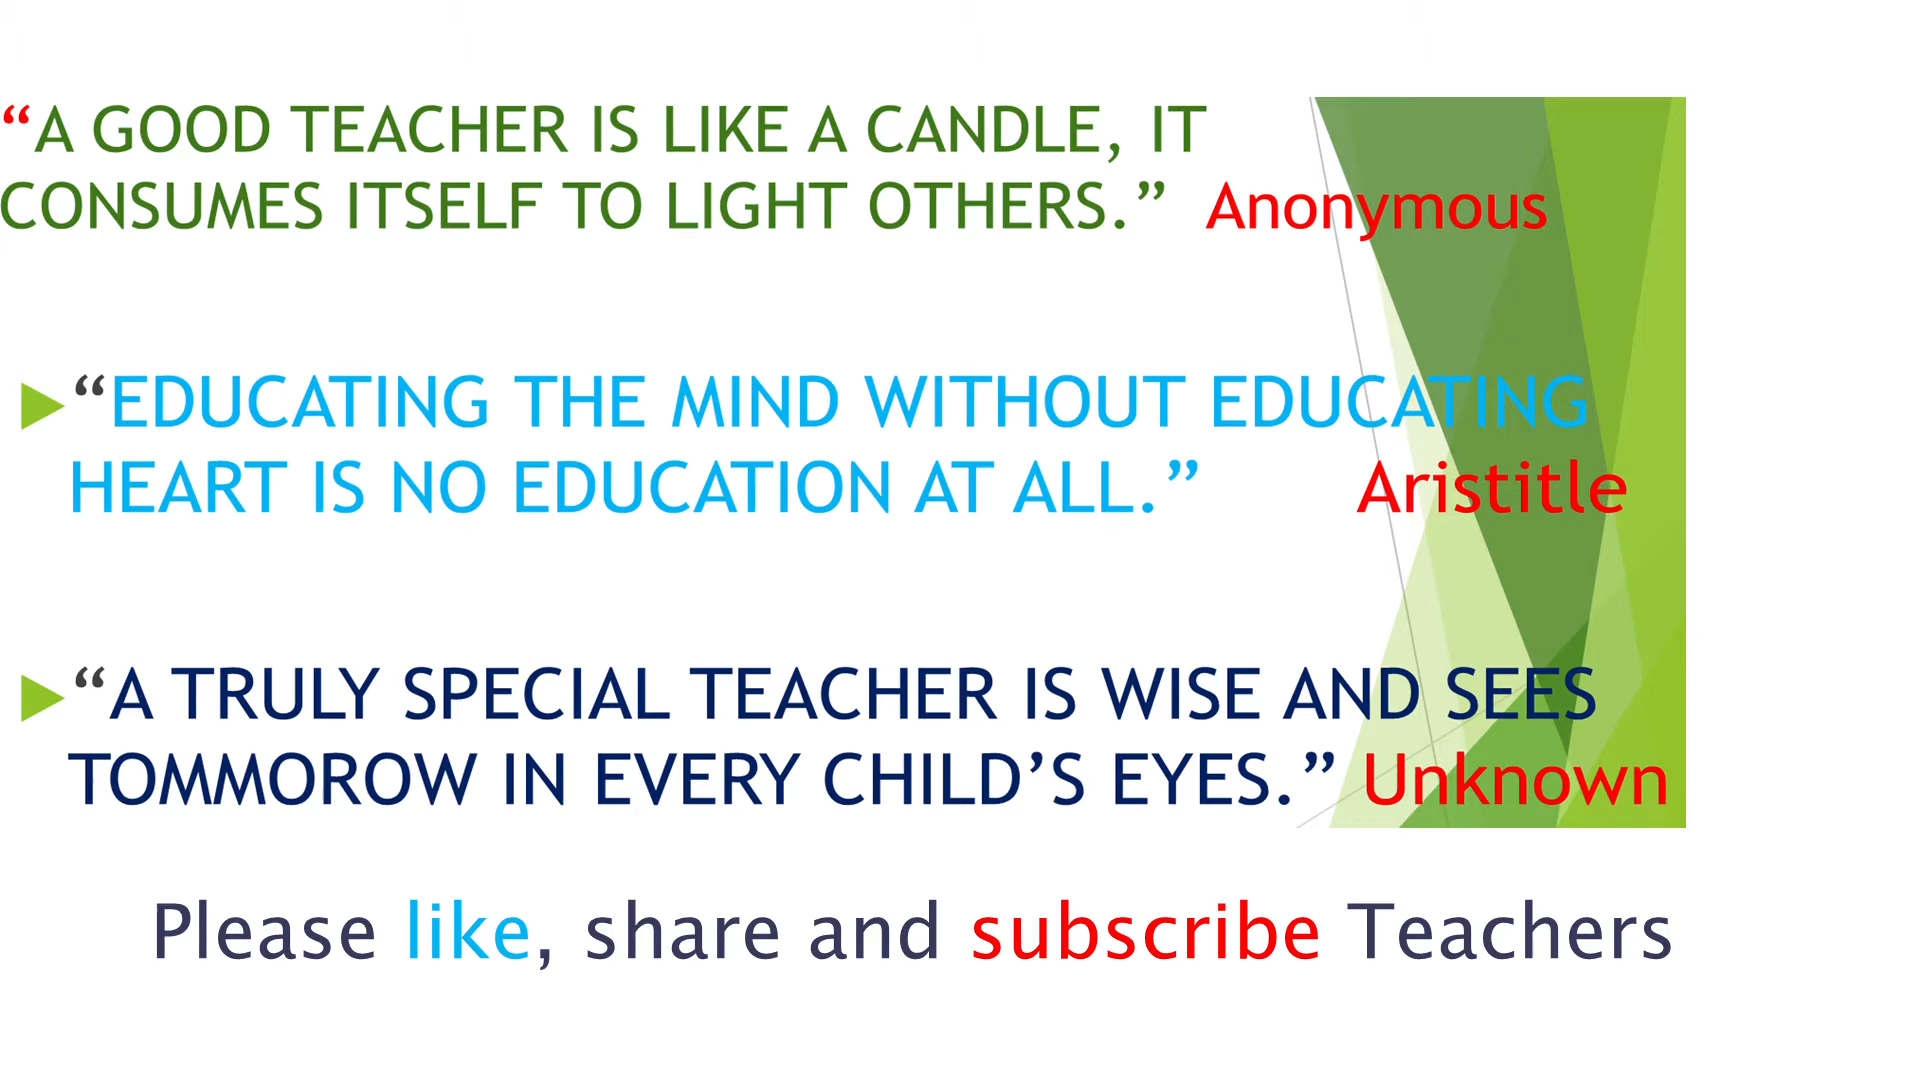 “A GOOD TEACHER IS LIKE A CANDLE, IT
CONSUMES ITSELF TO LIGHT OTHERS.” Anonymous
“EDUCATING THE MIND WITHOUT EDUCATING
HEART IS NO EDUCATION AT ALL.” Aristitle
“A TRULY SPECIAL TEACHER IS WISE AND SEES
TOMMOROW IN EVERY CHILD’S EYES.” Unknown
Please like, share and subscribe Teachers